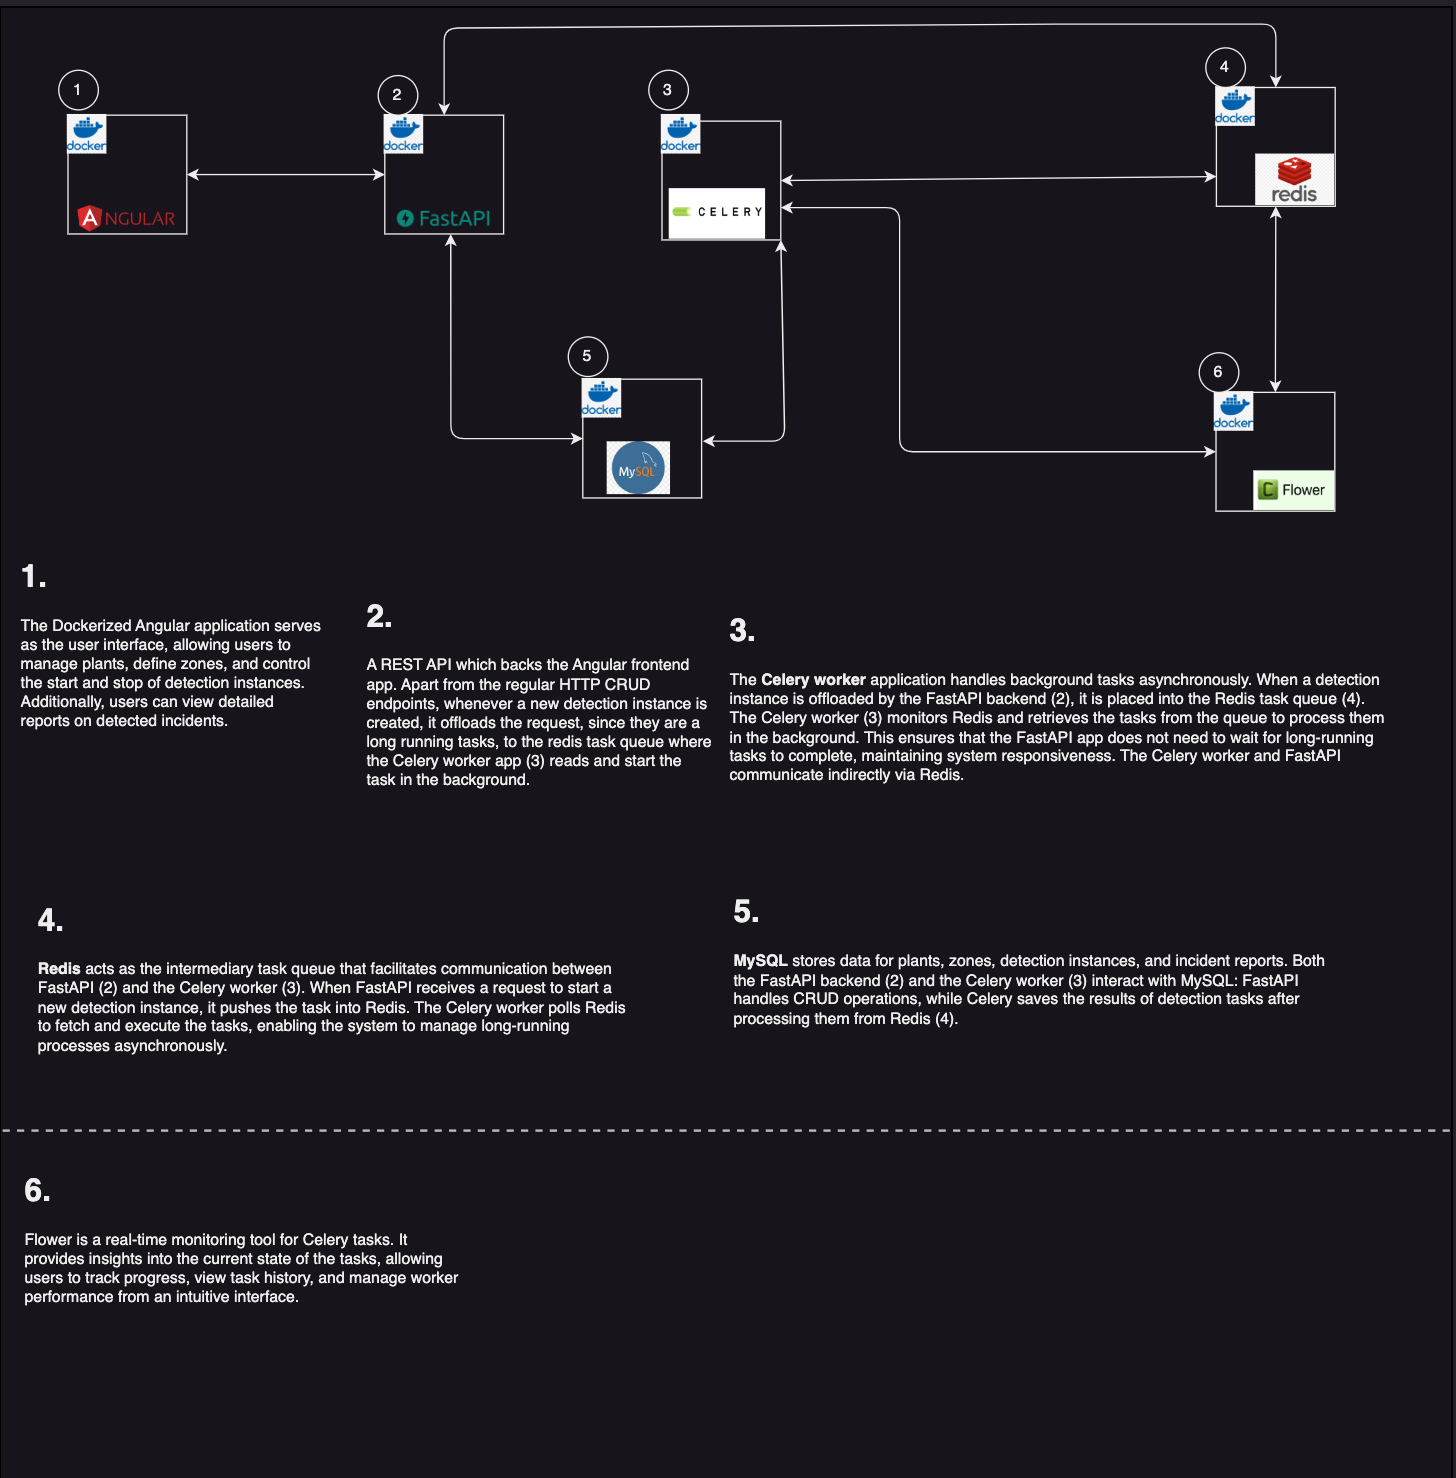 1
2
3
4
docker
docker
docker
docker
redis
NGULAR
FastAPI
CELERY
5
6
docker
docker
MySQL
C Flower
1.
The Dockerized Angular application serves
as the user interface, allowing users to
manage plants, define zones, and control
the start and stop of detection instances.
Additionally, users can view detailed
reports on detected incidents.
2.
A REST API which backs the Angular frontend
app. Apart from the regular HTTP CRUD
endpoints, whenever a new detection instance is
created, it offloads the request, since they are a
long running tasks, to the redis task queue where
the Celery worker app (3) reads and start the
task in the background.
3.
The Celery worker application handles background tasks asynchronously. When a detection
instance is offloaded by the FastAPI backend (2), it is placed into the Redis task queue (4).
The Celery worker (3) monitors Redis and retrieves the tasks from the queue to process them
in the background. This ensures that the FastAPI app does not need to wait for long-running
tasks to complete, maintaining system responsiveness. The Celery worker and FastAPI
communicate indirectly via Redis.
4.
Redis acts as the intermediary task queue that facilitates communication between
FastAPI (2) and the Celery worker (3). When FastAPI receives a request to start a
new detection instance, it pushes the task into Redis. The Celery worker polls Redis
to fetch and execute the tasks, enabling the system to manage long-running
processes asynchronously.
5.
MySQL stores data for plants, zones, detection instances, and incident reports. Both
the FastAPI backend (2) and the Celery worker (3) interact with MySQL: FastAPI
handles CRUD operations, while Celery saves the results of detection tasks after
processing them from Redis (4).
6.
Flower is a real-time monitoring tool for Celery tasks. It
provides insights into the current state of the tasks, allowing
users to track progress, view task history, and manage worker
performance from an intuitive interface.